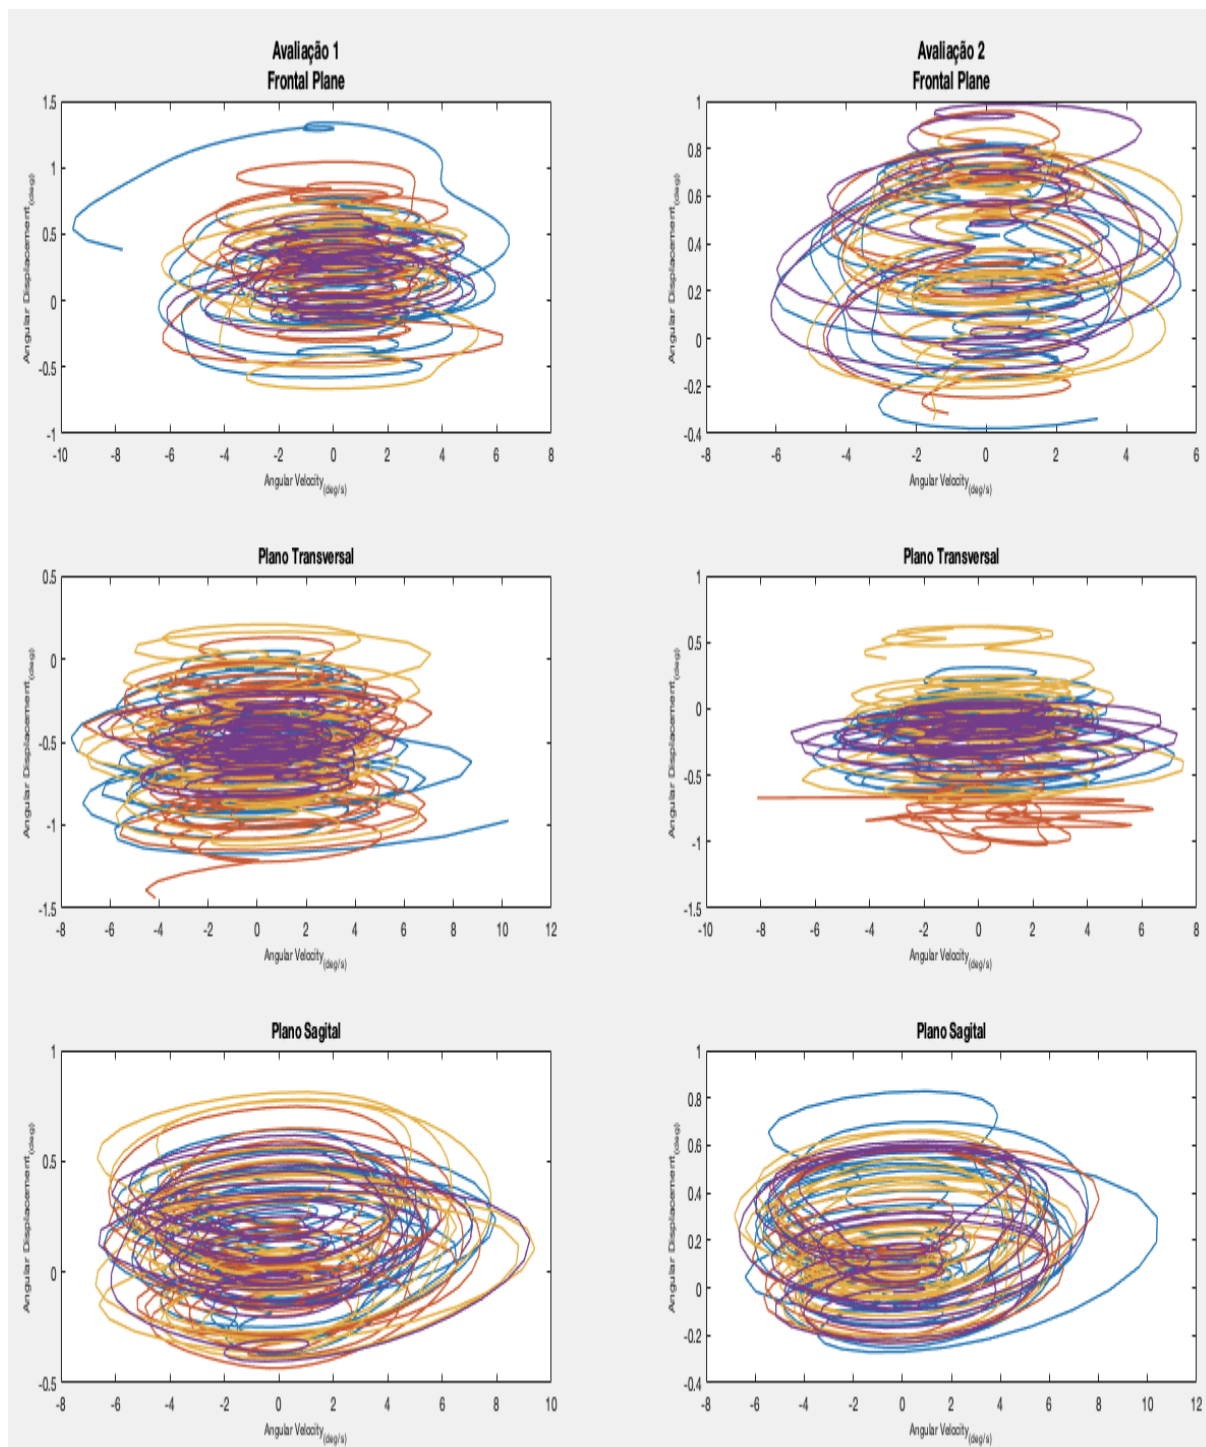 Avaliação 1
Frontal Plane
1.5
1
0.5
0
-0.5
-1
Angular Displacement(deg)
-10 -8 -6 -4 -2 0 2 4 6 8
Angular Velocity(deg/s)
Avaliação 2
Frontal Plane
1
0.8
0.6
0.4
0.2
0
-0.2
-0.4
Angular Displacement(deg)
-8 -6 -4 -2 0 2 4 6
Angular Velocity(deg/s)
Plano Transversal
0.5
0
-0.5
-1
-1.5
Angular Displacement(deg)
-8 -6 -4 -2 0 2 4 6 8 10 12
Angular Velocity(deg/s)
Plano Transversal
1
0.5
0
-0.5
-1
-1.5
Angular Displacement(deg)
-10 -8 -6 -4 -2 0 2 4 6 8
Angular Velocity(deg/s)
Plano Sagital
1
0.5
0
-0.5
Angular Displacement(deg)
-8 -6 -4 -2 0 2 4 6 8 10
Angular Velocity(deg/s)
Plano Sagital
1
0.8
0.6
0.4
0.2
0
-0.2
-0.4
Angular Displacement(deg)
-8 -6 -4 -2 0 2 4 6 8 10 12
Angular Velocity(deg/s)